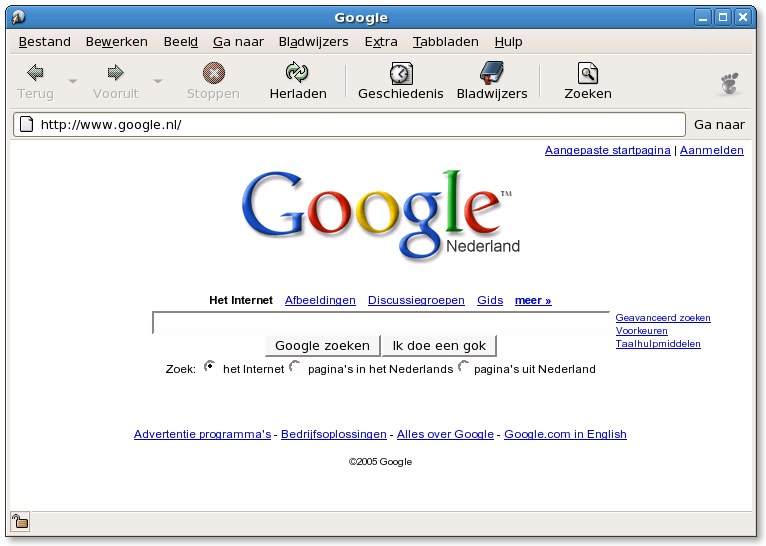 Google
Bestand Bewerken Beeld Ga naar Bladwijzers Extra Tabbladen Hulp
Terug Vooruit Stoppen Herladen Geschiedenis Bladwijzers Zoeken
http://www.google.nl/ Ga naar
Aangepaste startpagina | Aanmelden
Google™
Nederland
Het Internet Afbeeldingen Discussiegroepen Gids meer »
Geavanceerd zoeken
Voorkeuren
Taalhulpmiddelen
Google zoeken Ik doe een gok
Zoek: het Internet pagina's in het Nederlands pagina's uit Nederland
Advertentie programma's - Bedrijfsoplossingen - Alles over Google - Google.com in English
©2005 Google